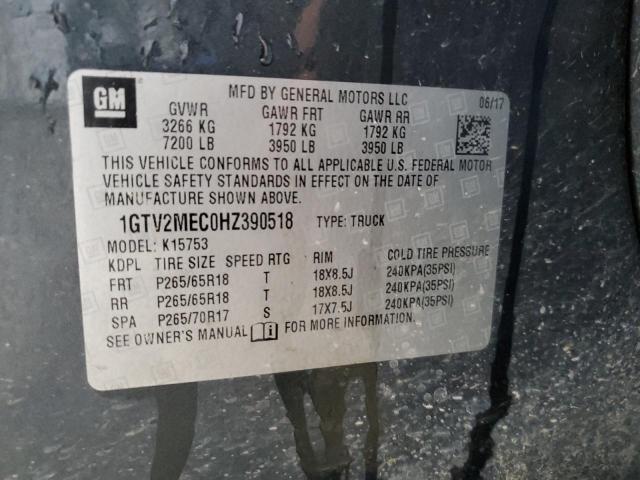 GM
MFD BY GENERAL MOTORS LLC 06/17
GVWR GAWR FRT GAWR RR
3266 KG 1792 KG 1792 KG
7200 LB 3950 LB 3950 LB
THIS VEHICLE CONFORMS TO ALL APPLICABLE U.S. FEDERAL MOTOR
VEHICLE SAFETY STANDARDS IN EFFECT ON THE DATE OF
MANUFACTURE SHOWN ABOVE.
1GTV2MEC0HZ390518 TYPE: TRUCK
MODEL: K15753
KDPL TIRE SIZE SPEED RTG RIM COLD TIRE PRESSURE
FRT P265/65R18 T 18X8.5J 240KPA(35PSI)
RR P265/65R18 T 18X8.5J 240KPA(35PSI)
SPA P265/70R17 S 17X7.5J 240KPA(35PSI)
SEE OWNER'S MANUAL FOR MORE INFORMATION.